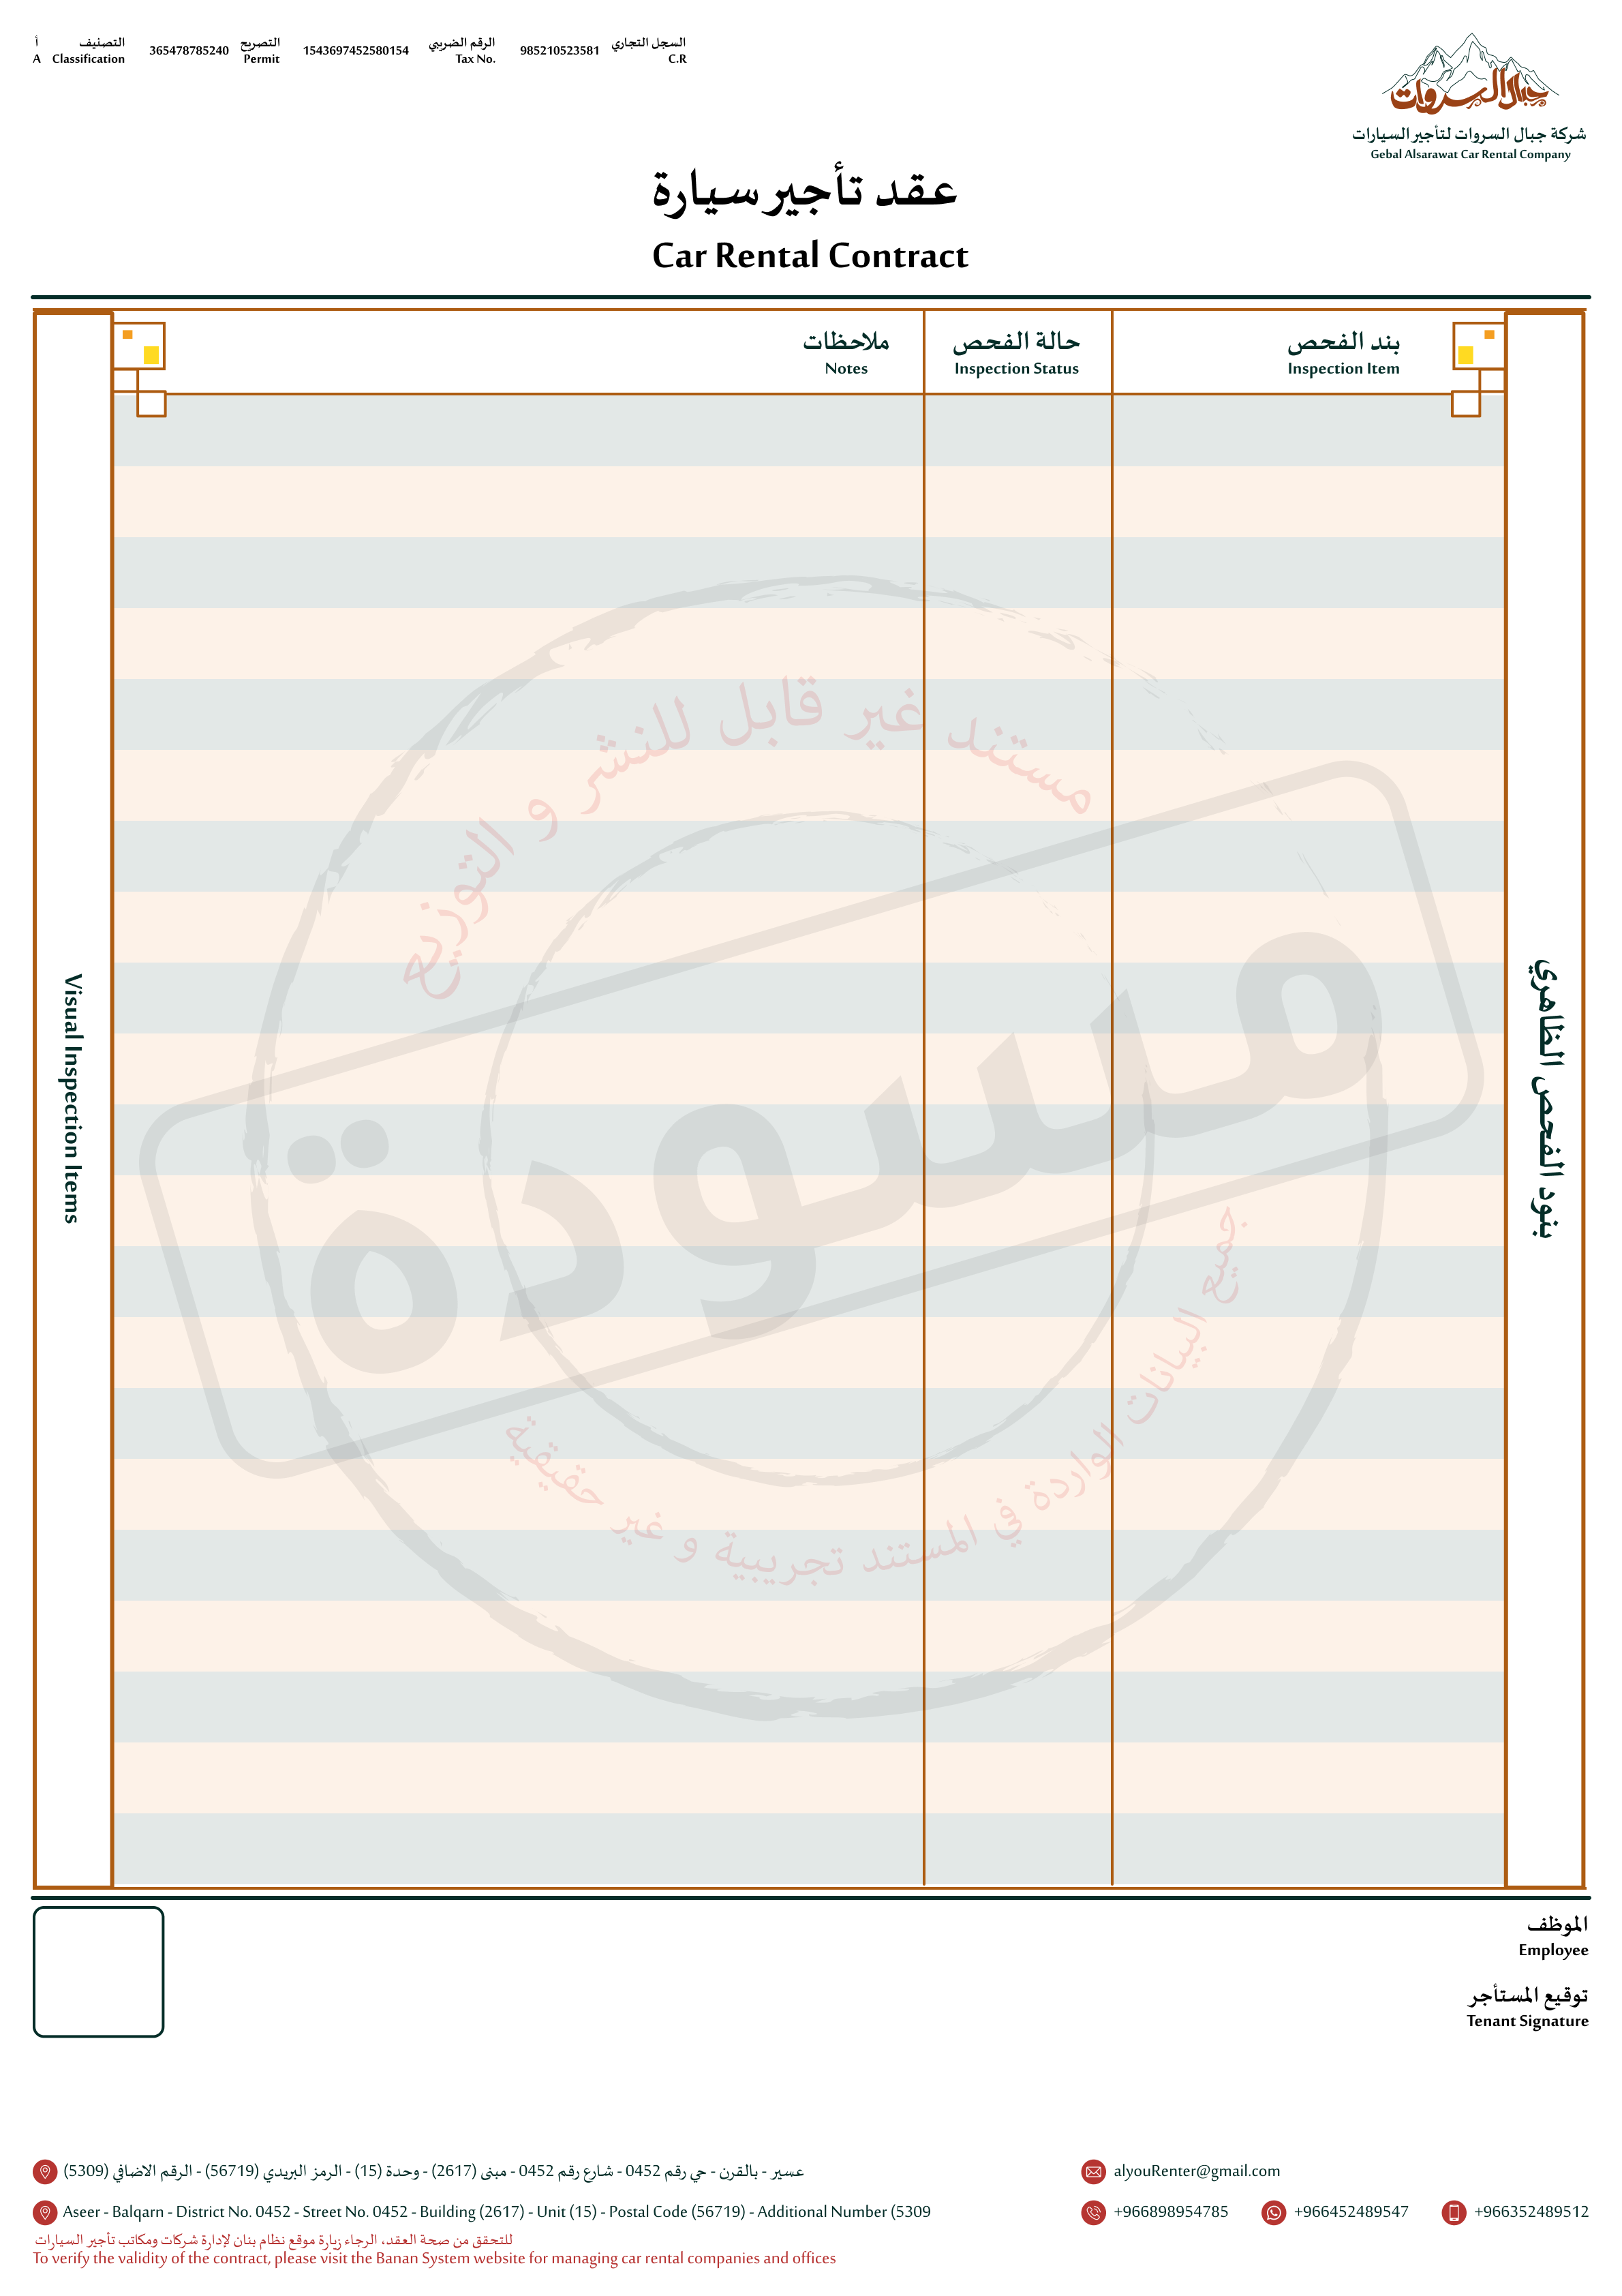 جبال السروات
شركة جبال السروات لتأجير السيارات
Gebal Alsarawat Car Rental Company
السجل التجاري 985210523581
C.R
الرقم الضريبي 1543697452580154
Tax No.
التصريح 365478785240
Permit
التصنيف أ
Classification A
عقد تأجير سيارة
Car Rental Contract
بند الفحص حالة الفحص ملاحظات
Inspection Item Inspection Status Notes
بنود الفحص الظاهري
Visual Inspection Items
مستند غير قابل للنشر و التوزيع
مسودة
جميع البيانات الواردة في المستند تجريبية و غير حقيقية
الموظف
Employee
توقيع المستأجر
Tenant Signature
عسير - بالقرن - حي رقم 0452 - شارع رقم 0452 - مبنى (2617) - وحدة (15) - الرمز البريدي (56719) - الرقم الاضافي (5309)
alyouRenter@gmail.com
Aseer - Balqarn - District No. 0452 - Street No. 0452 - Building (2617) - Unit (15) - Postal Code (56719) - Additional Number (5309
+966898954785 +966452489547 +966352489512
للتحقق من صحة العقد، الرجاء زيارة موقع نظام بنان لإدارة شركات ومكاتب تأجير السيارات
To verify the validity of the contract, please visit the Banan System website for managing car rental companies and offices